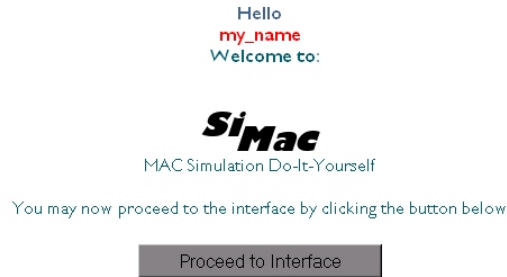 Hello
my_name
Welcome to:
SiMac
MAC Simulation Do-It-Yourself
You may now proceed to the interface by clicking the button below
Proceed to Interface